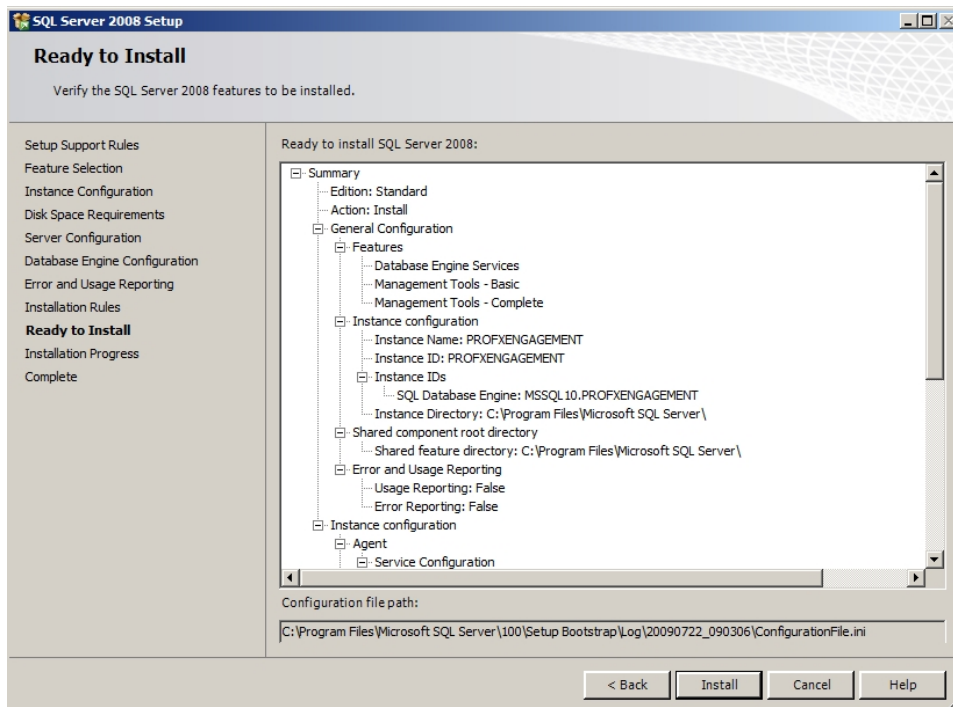 SQL Server 2008 Setup
Ready to Install
Verify the SQL Server 2008 features to be installed.
Setup Support Rules
Feature Selection
Instance Configuration
Disk Space Requirements
Server Configuration
Database Engine Configuration
Error and Usage Reporting
Installation Rules
Ready to Install
Installation Progress
Complete
Ready to install SQL Server 2008:
Summary
Edition: Standard
Action: Install
General Configuration
Features
Database Engine Services
Management Tools - Basic
Management Tools - Complete
Instance configuration
Instance Name: PROFXENGAGEMENT
Instance ID: PROFXENGAGEMENT
Instance IDs
SQL Database Engine: MSSQL10.PROFXENGAGEMENT
Instance Directory: C:\Program Files\Microsoft SQL Server\
Shared component root directory
Shared feature directory: C:\Program Files\Microsoft SQL Server\
Error and Usage Reporting
Usage Reporting: False
Error Reporting: False
Instance configuration
Agent
Service Configuration
Configuration file path:
C:\Program Files\Microsoft SQL Server\100\Setup Bootstrap\Log\20090722_090306\ConfigurationFile.ini
< Back Install Cancel Help